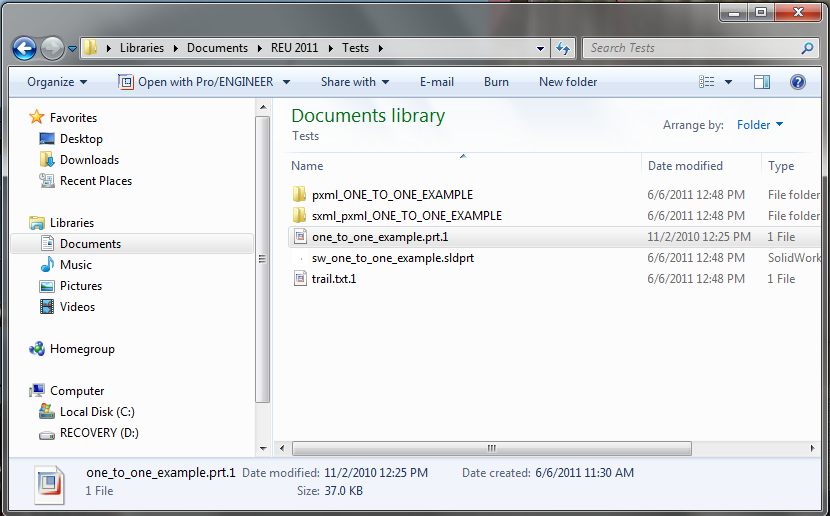 Libraries Documents REU 2011 Tests Search Tests
Organize Open with Pro/ENGINEER Share with E-mail Burn New folder
Favorites
Desktop
Downloads
Recent Places
Libraries
Documents
Music
Pictures
Videos
Homegroup
Computer
Local Disk (C:)
RECOVERY (D:)
Documents library
Tests
Arrange by: Folder
Name Date modified Type
pxml_ONE_TO_ONE_EXAMPLE 6/6/2011 12:48 PM File folder
sxml_pxml_ONE_TO_ONE_EXAMPLE 6/6/2011 12:48 PM File folder
one_to_one_example.prt.1 11/2/2010 12:25 PM 1 File
sw_one_to_one_example.sldprt 6/6/2011 12:48 PM SolidWork
trail.txt.1 6/6/2011 12:48 PM 1 File
one_to_one_example.prt.1 Date modified: 11/2/2010 12:25 PM Date created: 6/6/2011 11:30 AM
1 File Size: 37.0 KB